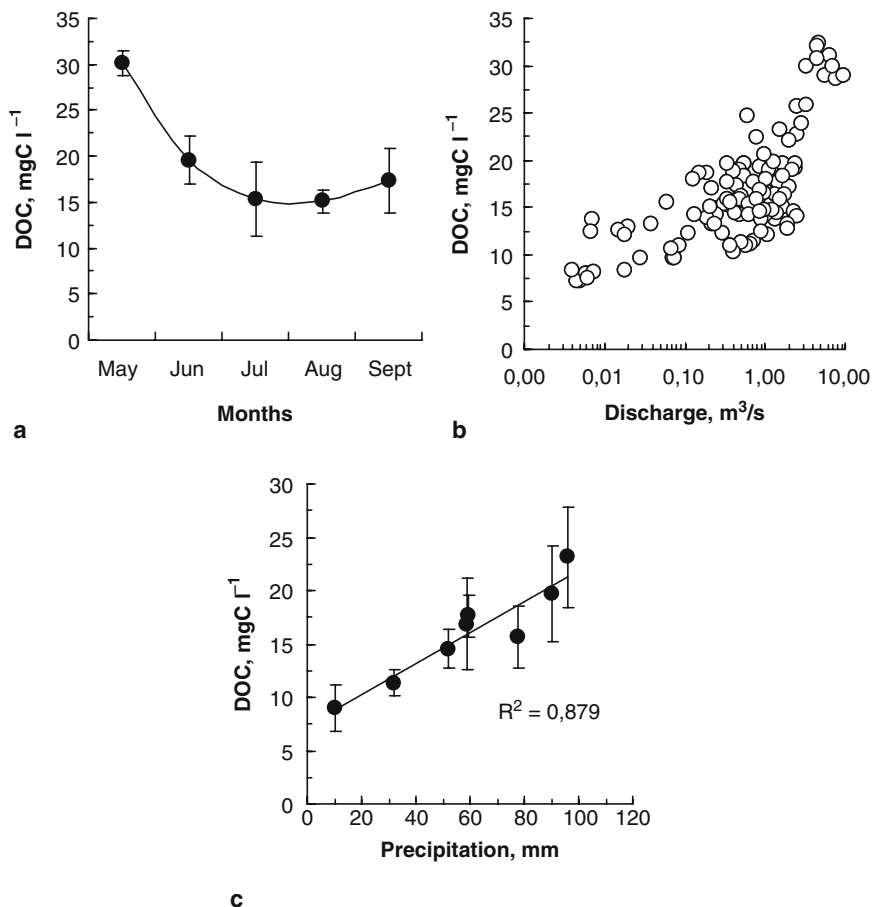 35
30
25
20
15
10
5
0
DOC, mgC l⁻¹
May Jun Jul Aug Sept
Months
a
35
30
25
20
15
10
5
0
DOC, mgC l⁻¹
0,00 0,01 0,10 1,00 10,00
Discharge, m³/s
b
30
25
20
15
10
5
0
DOC, mgC l⁻¹
R² = 0,879
0 20 40 60 80 100 120
Precipitation, mm
c